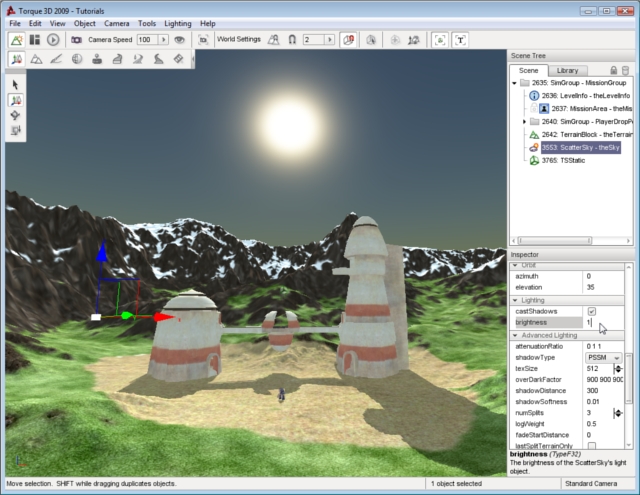 Torque 3D 2009 - Tutorials
File Edit View Object Camera Tools Lighting Help
Camera Speed 100 World Settings 2 T
Scene Tree
Scene Library
2635: SimGroup - MissionGroup
2636: LevelInfo - theLevelInfo
2637: MissionArea - theMis
2640: SimGroup - PlayerDropP
2642: TerrainBlock - theTerrain
3553: ScatterSky - theSky
3765: TSStatic
Inspector
Orbit
azimuth 0
elevation 35
Lighting
castShadows
brightness 1
Advanced Lighting
attenuationRatio 0 1 1
shadowType PSSM
texSize 512
overDarkFactor 900 900 900
shadowDistance 300
shadowSoftness 0.01
numSplits 3
logWeight 0.5
fadeStartDistance 0
lastSplitTerrainOnly
brightness (TypeF32)
The brightness of the ScatterSky's light
object.
Move selection. SHIFT while dragging duplicates objects. 1 object selected Standard Camera